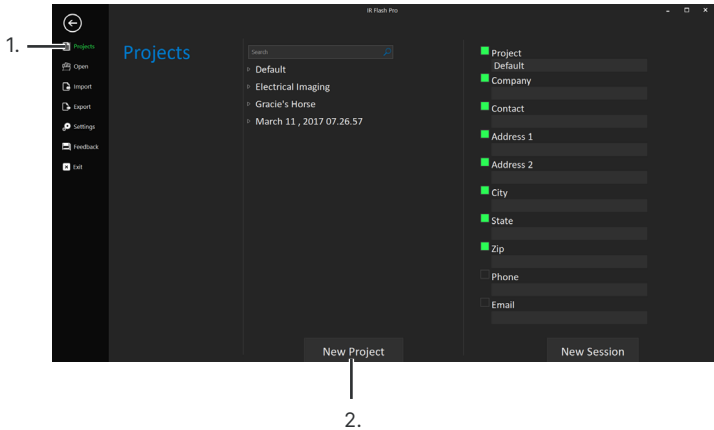 IR Flash Pro
1.
Projects
Open
Import
Export
Settings
Feedback
Exit
Projects
Search
Default
Electrical Imaging
Gracie's Horse
March 11 , 2017 07.26.57
New Project
Project
Default
Company
Contact
Address 1
Address 2
City
State
Zip
Phone
Email
New Session
2.